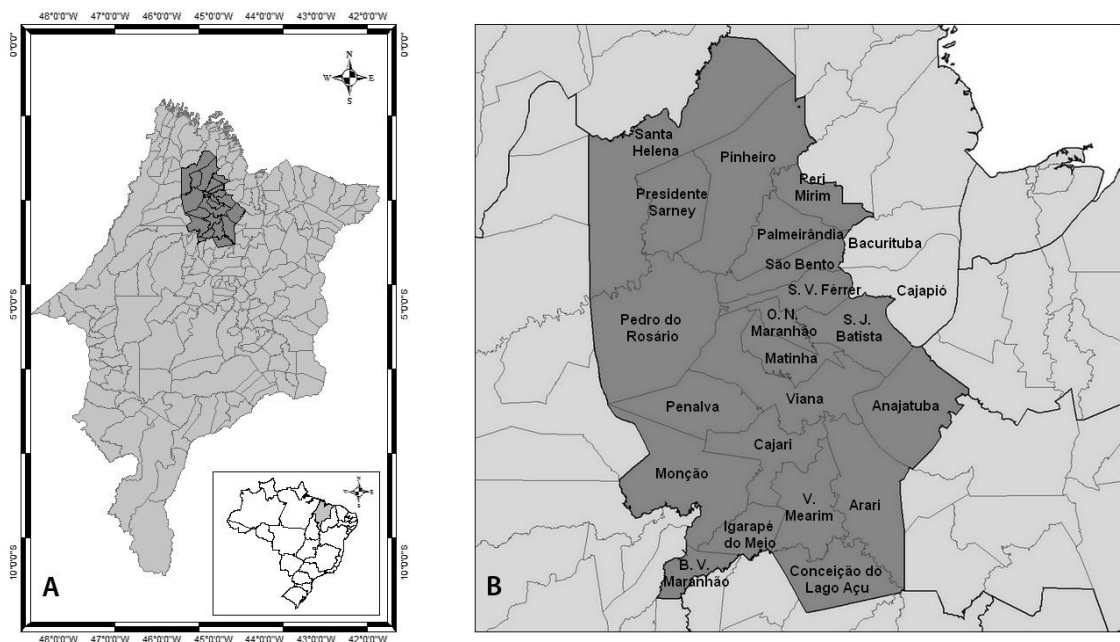 48°0'0"W 47°0'0"W 46°0'0"W 45°0'0"W 44°0'0"W 43°0'0"W 42°0'0"W
0°0'0"
0°0'0"
N
W E
S
5°0'0"S
5°0'0"S
10°0'0"S
10°0'0"S
A
48°0'0"W 47°0'0"W 46°0'0"W 45°0'0"W 44°0'0"W 43°0'0"W 42°0'0"W
Santa
Helena
Pinheiro
Peri
Mirim
Presidente
Sarney
Palmeirândia
Bacurituba
São Bento
S. V. Férrer
Cajapió
O. N.
Maranhão
S. J.
Batista
Pedro do
Rosário
Matinha
Viana
Penalva
Anajatuba
Cajari
Monção
V.
Mearim
Arari
Igarapé
do Meio
B. V.
Maranhão
Conceição do
Lago Açu
B